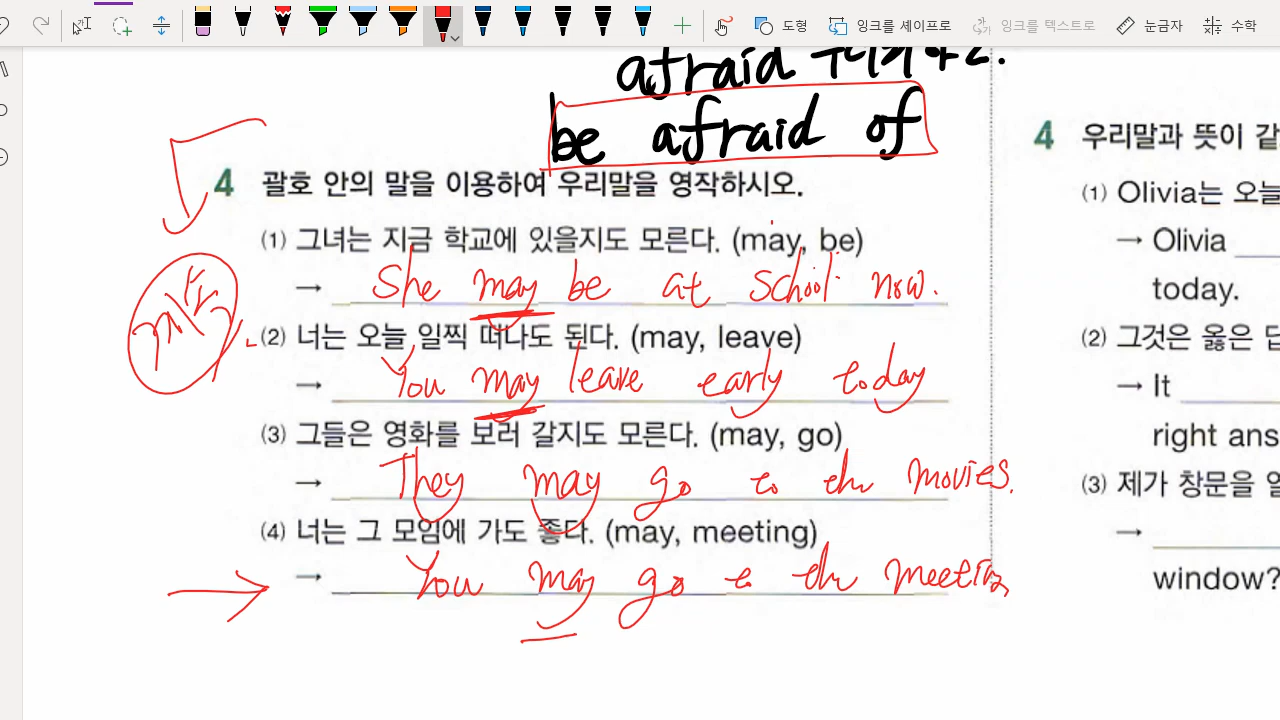 도형 잉크를 셰이프로 잉크를 텍스트로 눈금자 수학
afraid
be afraid of
4 괄호 안의 말을 이용하여 우리말을 영작하시오.
(1) 그녀는 지금 학교에 있을지도 모른다. (may, be)
→ She may be at school now.
(2) 너는 오늘 일찍 떠나도 된다. (may, leave)
→ You may leave early today
(3) 그들은 영화를 보러 갈지도 모른다. (may, go)
→ They may go to the movies.
(4) 너는 그 모임에 가도 좋다. (may, meeting)
→ You may go to the meeting
4 우리말과 뜻이 같
(1) Olivia는 오늘
→ Olivia
today.
(2) 그것은 옳은 답
→ It
right ans
(3) 제가 창문을 열
→
window?